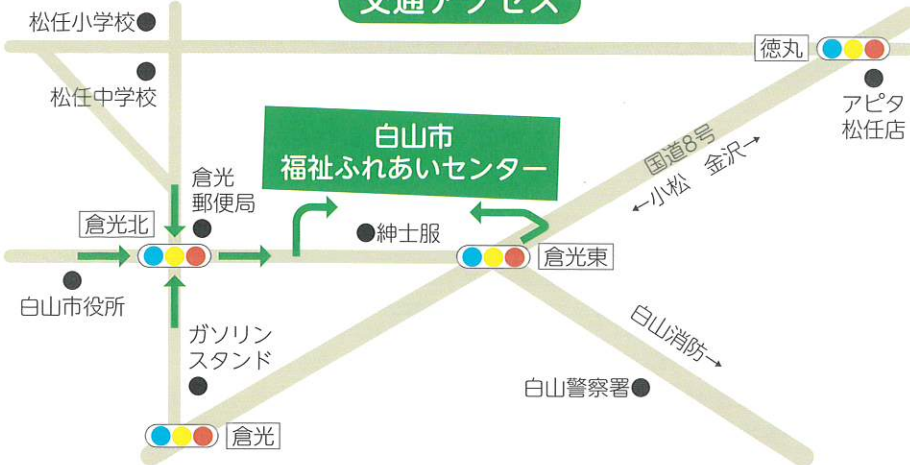 交通アクセス
松任小学校
松任中学校
徳丸
アピタ
松任店
白山市
福祉ふれあいセンター
国道8号
←小松 金沢→
倉光
郵便局
倉光北
紳士服
倉光東
白山市役所
ガソリン
スタンド
白山消防→
白山警察署
倉光